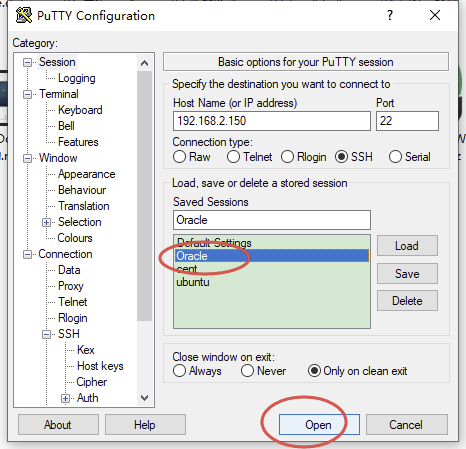 PuTTY Configuration
Category:
Session
Logging
Terminal
Keyboard
Bell
Features
Window
Appearance
Behaviour
Translation
Selection
Colours
Connection
Data
Proxy
Telnet
Rlogin
SSH
Kex
Host keys
Cipher
Auth
Basic options for your PuTTY session
Specify the destination you want to connect to
Host Name (or IP address)
Port
192.168.2.150
22
Connection type:
Raw
Telnet
Rlogin
SSH
Serial
Load, save or delete a stored session
Saved Sessions
Oracle
Default Settings
Oracle
cent
ubuntu
Load
Save
Delete
Close window on exit:
Always
Never
Only on clean exit
About
Help
Open
Cancel